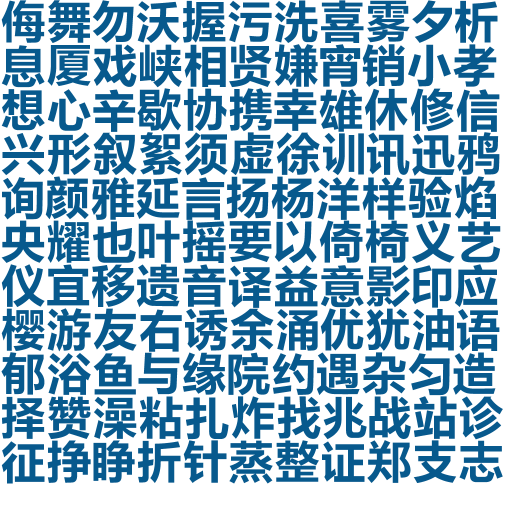 侮舞勿沃握污洗喜雾夕析
息厦戏峡相贤嫌宵销小孝
想心辛歇协携幸雄休修信
兴形叙絮须虚徐训讯迅鸦
询颜雅延言扬杨洋样验焰
央耀也叶摇要以倚椅义艺
仪宜移遗音译益意影印应
樱游友右诱余涌优犹油语
郁浴鱼与缘院约遇杂匀造
择赞澡粘扎炸找兆战站诊
征挣睁折针蒸整证郑支志